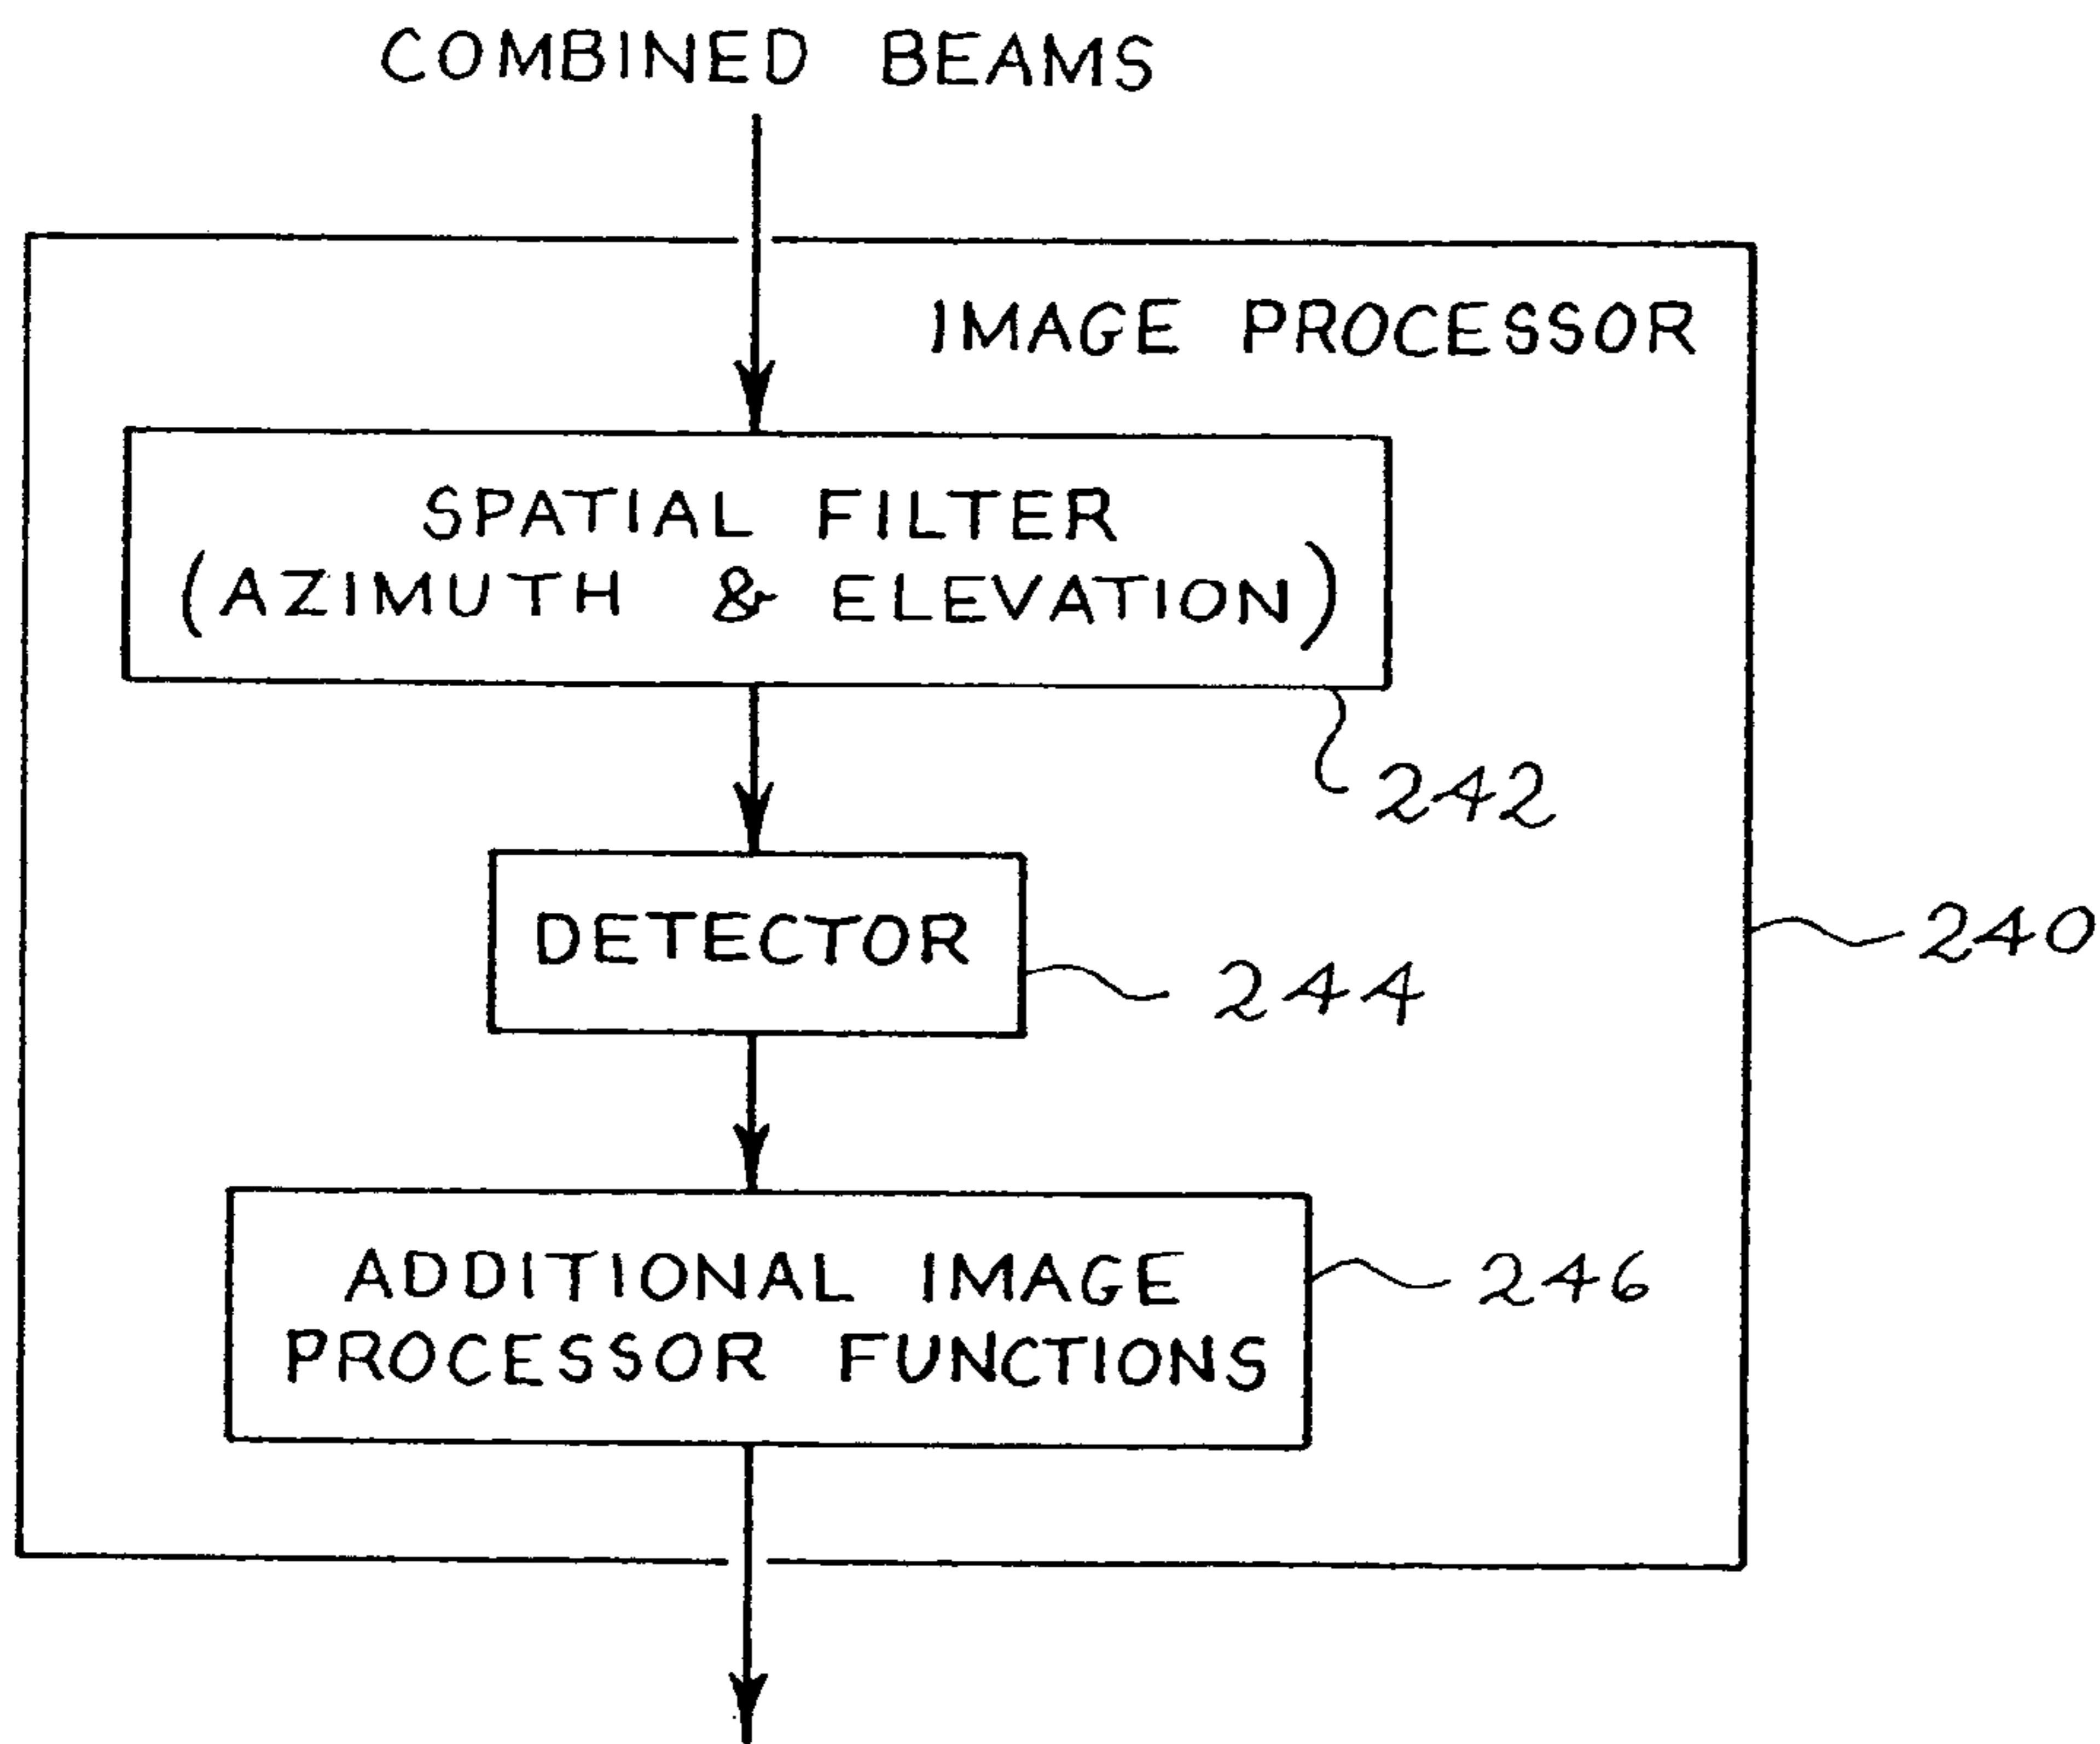 COMBINED BEAMS
IMAGE PROCESSOR
SPATIAL FILTER
(AZIMUTH & ELEVATION)
242
DETECTOR
240
244
ADDITIONAL IMAGE
PROCESSOR FUNCTIONS
246